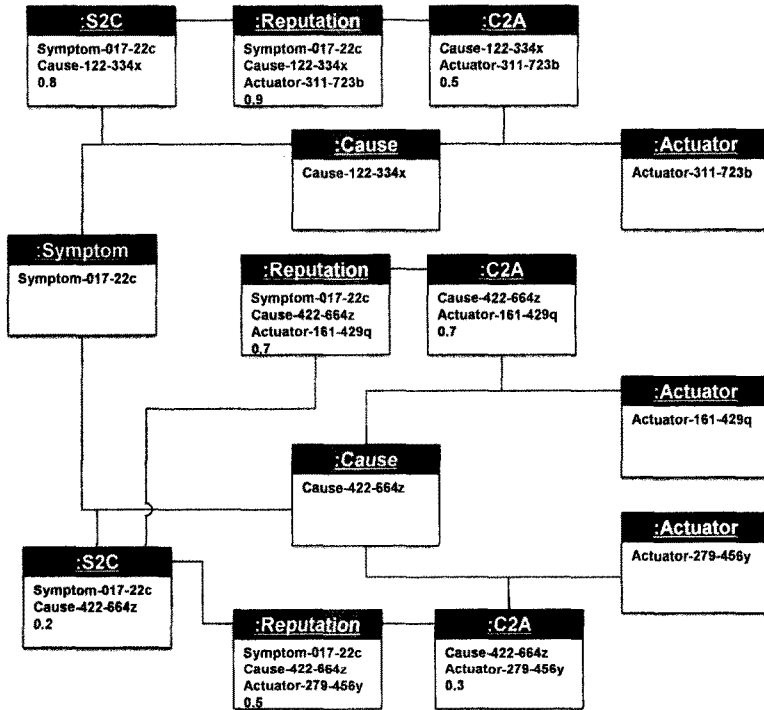 :S2C
Symptom-017-22c
Cause-122-334x
0.8
:Reputation
Symptom-017-22c
Cause-122-334x
Actuator-311-723b
0.9
:C2A
Cause-122-334x
Actuator-311-723b
0.5
:Cause
Cause-122-334x
:Actuator
Actuator-311-723b
:Symptom
Symptom-017-22c
:Reputation
Symptom-017-22c
Cause-422-664z
Actuator-161-429q
0.7
:C2A
Cause-422-664z
Actuator-161-429q
0.7
:Actuator
Actuator-161-429q
:Cause
Cause-422-664z
:Actuator
Actuator-279-456y
:S2C
Symptom-017-22c
Cause-422-664z
0.2
:Reputation
Symptom-017-22c
Cause-422-664z
Actuator-279-456y
0.5
:C2A
Cause-422-664z
Actuator-279-456y
0.3